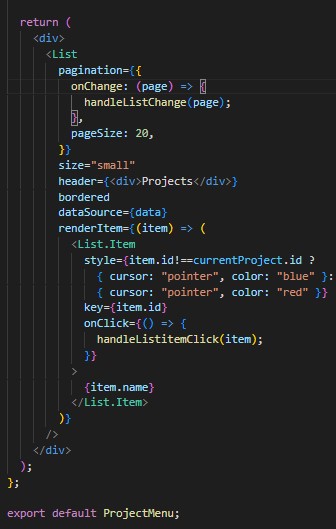 return (
<div>
<List
pagination={{
onChange: (page) => {
handleListChange(page);
},
pageSize: 20,
}}
size="small"
header={<div>Projects</div>}
bordered
dataSource={data}
renderItem={(item) => (
<List.Item
style={item.id!==currentProject.id ?
{ cursor: "pointer", color: "blue" }:
{ cursor: "pointer", color: "red" }}
key={item.id}
onClick={() => {
handleListitemClick(item);
}}
>
{item.name}
</List.Item>
)}
/>
</div>
);
};
export default ProjectMenu;